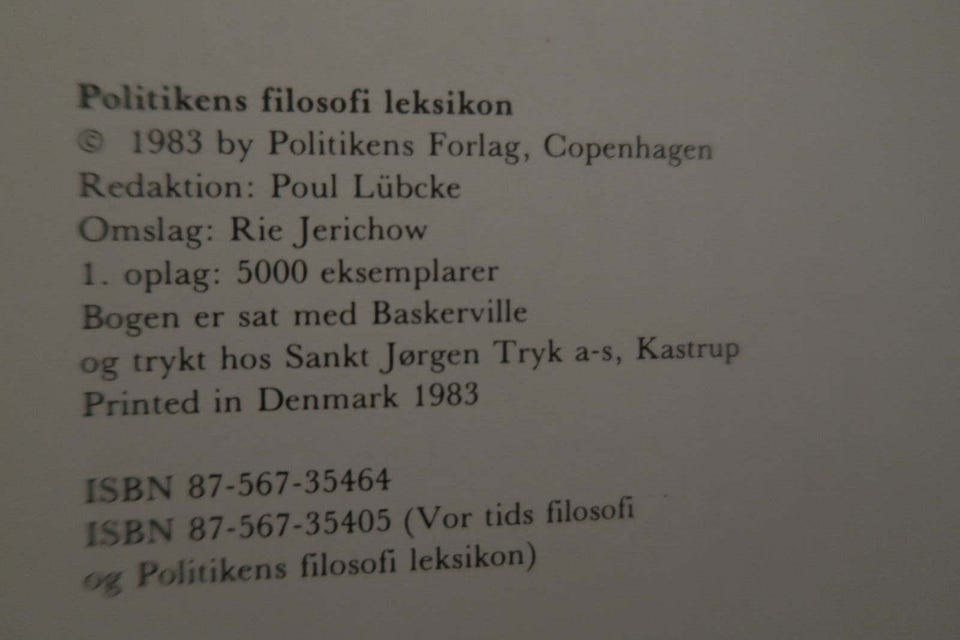 Politikens filosofi leksikon
© 1983 by Politikens Forlag, Copenhagen
Redaktion: Poul Lübcke
Omslag: Rie Jerichow
1. oplag: 5000 eksemplarer
Bogen er sat med Baskerville
og trykt hos Sankt Jørgen Tryk a-s, Kastrup
Printed in Denmark 1983
ISBN 87-567-35464
ISBN 87-567-35405 (Vor tids filosofi
og Politikens filosofi leksikon)